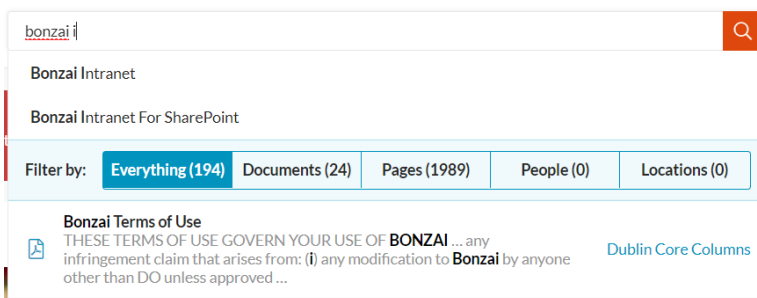 bonzai i
Bonzai Intranet
Bonzai Intranet For SharePoint
Filter by: Everything (194) Documents (24) Pages (1989) People (0) Locations (0)
Bonzai Terms of Use
THESE TERMS OF USE GOVERN YOUR USE OF BONZAI ... any
infringement claim that arises from: (i) any modification to Bonzai by anyone
other than DO unless approved ...
Dublin Core Columns